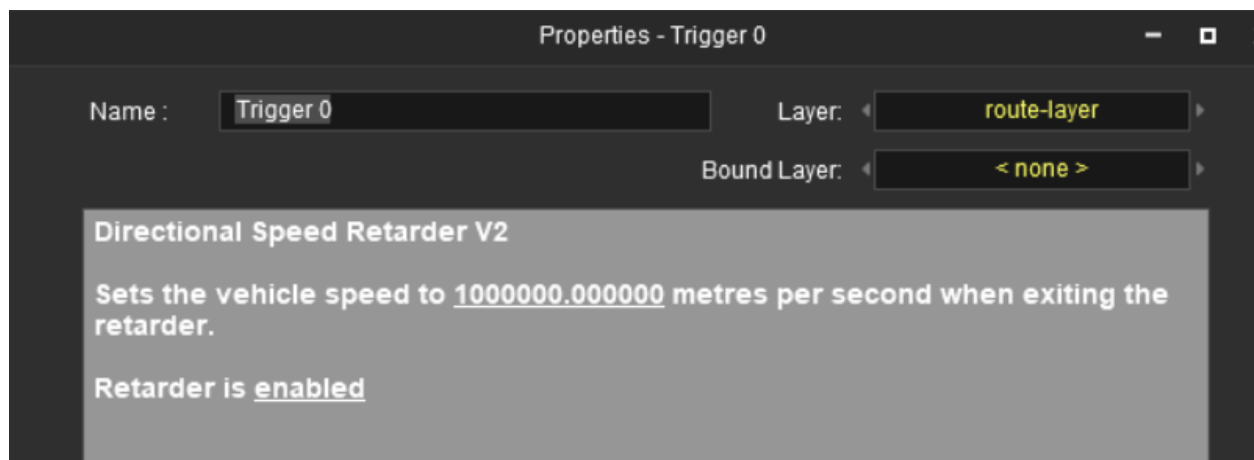 Properties - Trigger 0
Name : Trigger 0 Layer: route-layer
Bound Layer: < none >
Directional Speed Retarder V2
Sets the vehicle speed to 1000000.000000 metres per second when exiting the
retarder.
Retarder is enabled